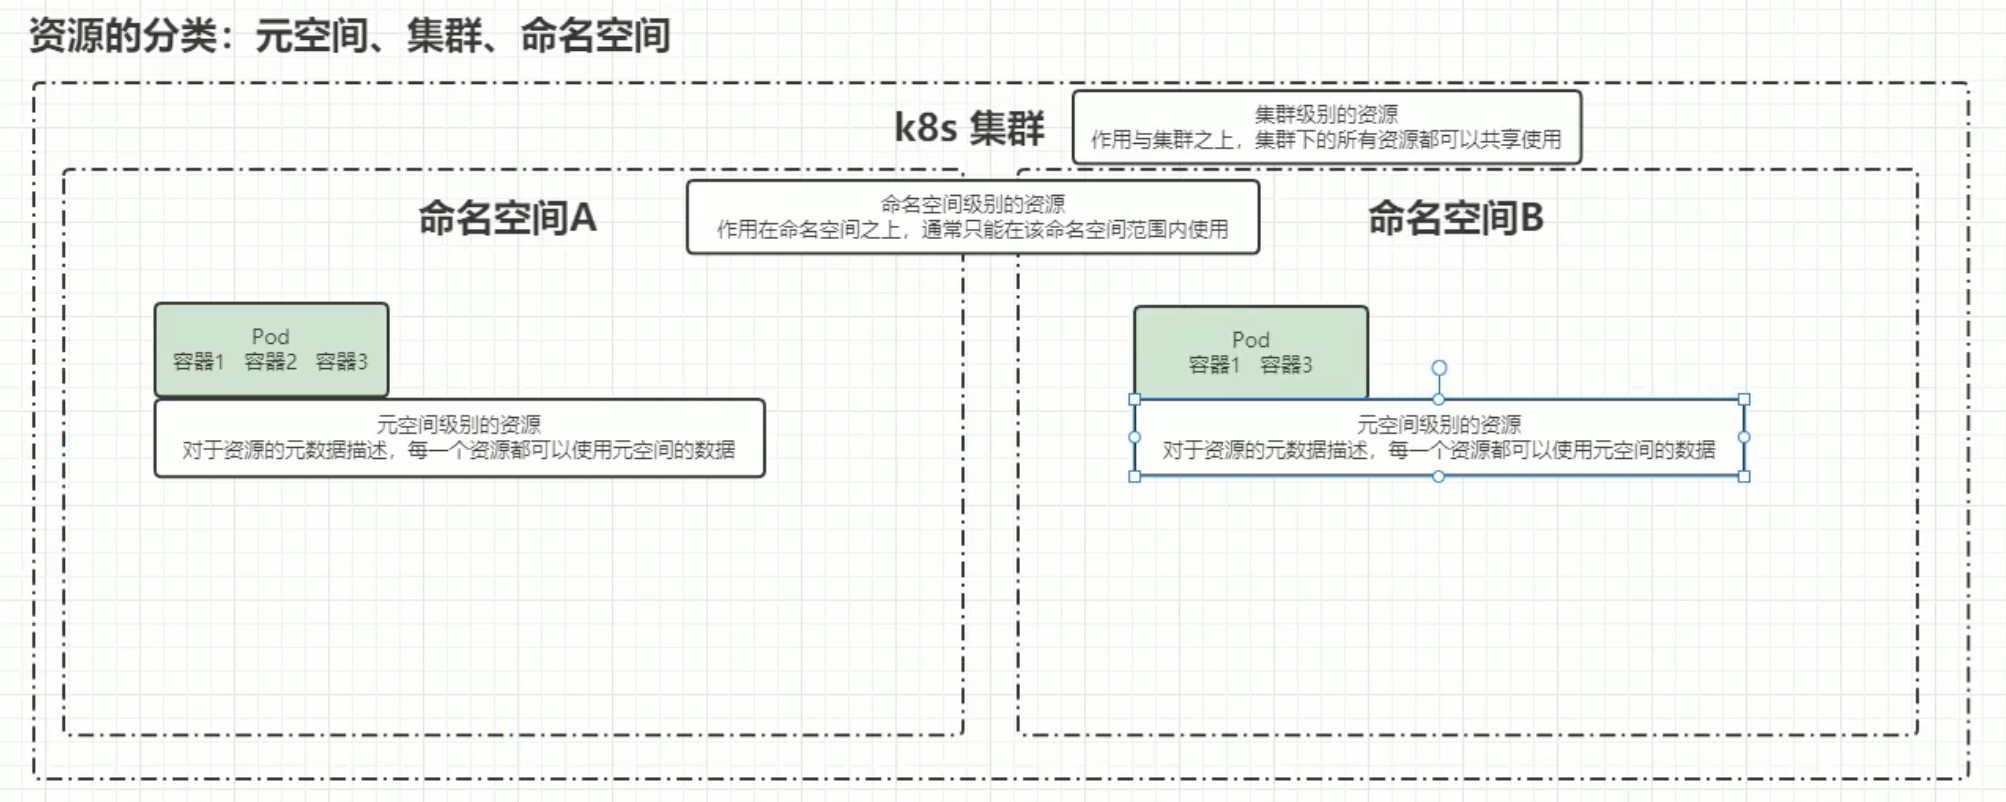 资源的分类：元空间、集群、命名空间
k8s 集群
集群级别的资源
作用与集群之上，集群下的所有资源都可以共享使用
命名空间A
命名空间级别的资源
作用在命名空间之上，通常只能在该命名空间范围内使用
命名空间B
Pod
容器1 容器2 容器3
元空间级别的资源
对于资源的元数据描述，每一个资源都可以使用元空间的数据
Pod
容器1 容器3
元空间级别的资源
对于资源的元数据描述，每一个资源都可以使用元空间的数据